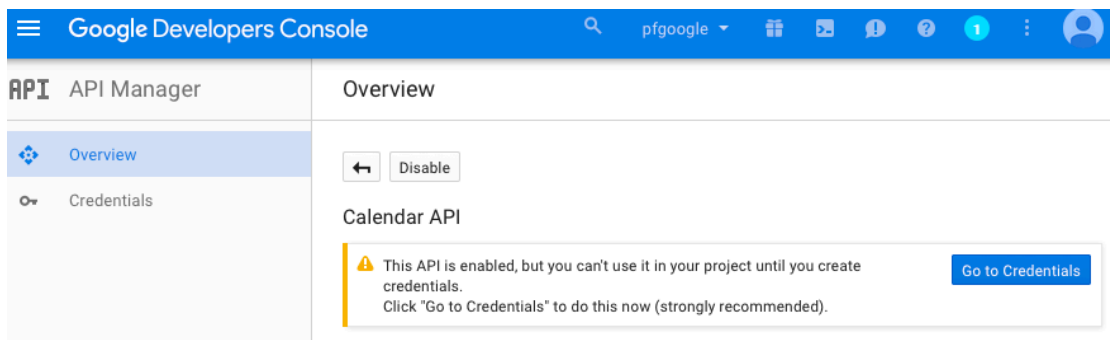 Google Developers Console
pfgoogle
1
API API Manager
Overview
Overview
Disable
Credentials
Calendar API
This API is enabled, but you can't use it in your project until you create
credentials.
Click "Go to Credentials" to do this now (strongly recommended).
Go to Credentials